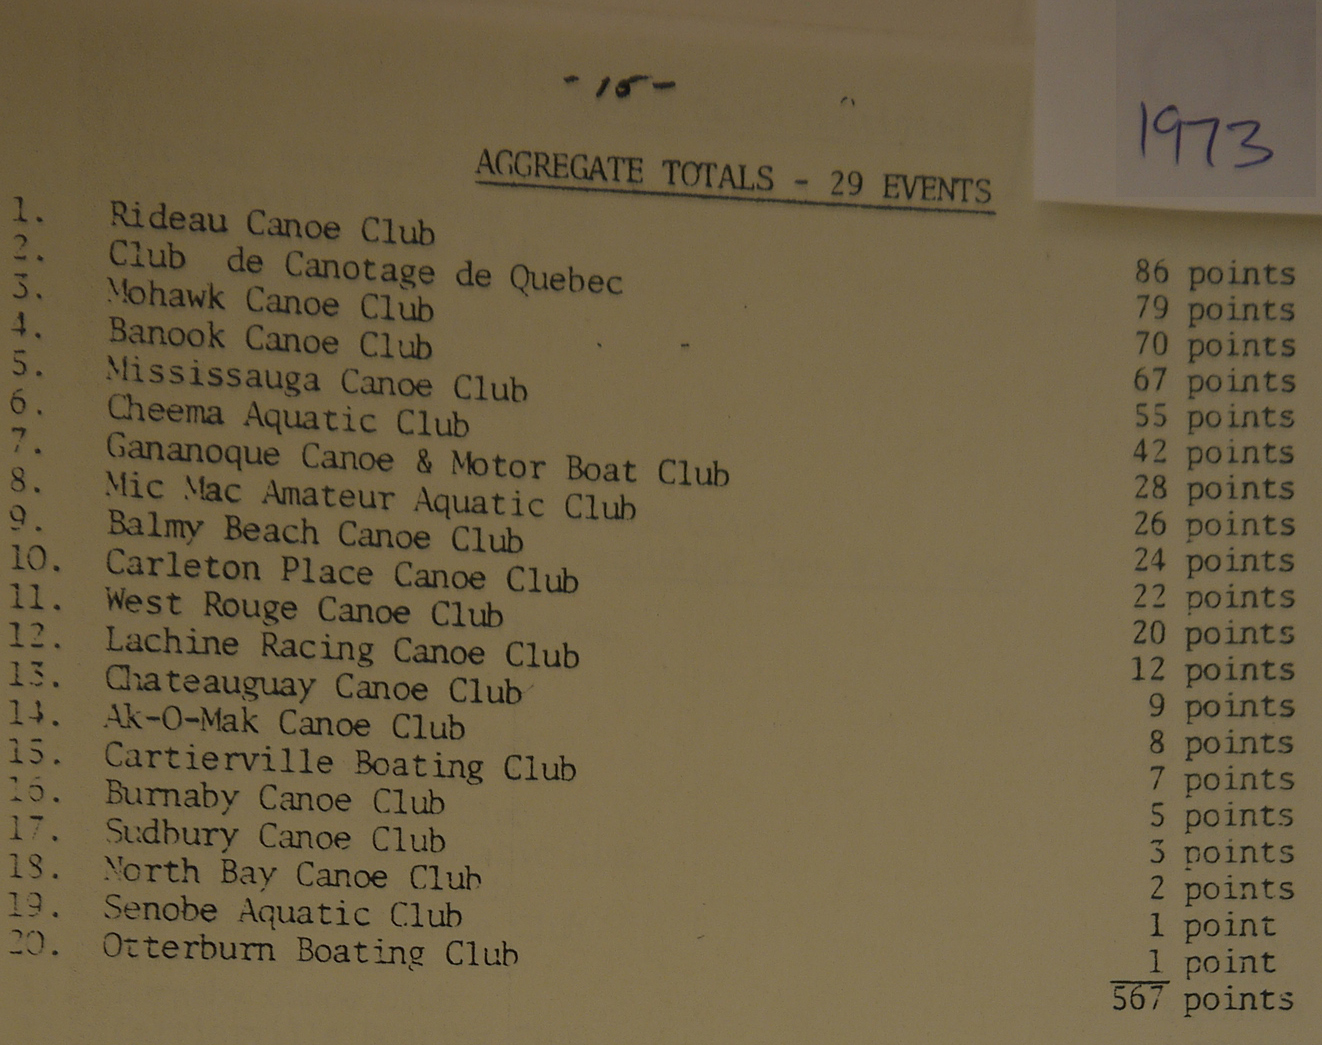 - 15 -
1973
AGGREGATE TOTALS - 29 EVENTS
1. Rideau Canoe Club 86 points
2. Club de Canotage de Quebec 79 points
3. Mohawk Canoe Club 70 points
4. Banook Canoe Club 67 points
5. Mississauga Canoe Club 55 points
6. Cheema Aquatic Club 42 points
7. Gananoque Canoe & Motor Boat Club 28 points
8. Mic Mac Amateur Aquatic Club 26 points
9. Balmy Beach Canoe Club 24 points
10. Carleton Place Canoe Club 22 points
11. West Rouge Canoe Club 20 points
12. Lachine Racing Canoe Club 12 points
13. Chateauguay Canoe Club 9 points
14. Ak-O-Mak Canoe Club 8 points
15. Cartierville Boating Club 7 points
16. Burnaby Canoe Club 5 points
17. Sudbury Canoe Club 3 points
18. North Bay Canoe Club 2 points
19. Senobe Aquatic Club 1 point
20. Otterburn Boating Club 1 point
567 points